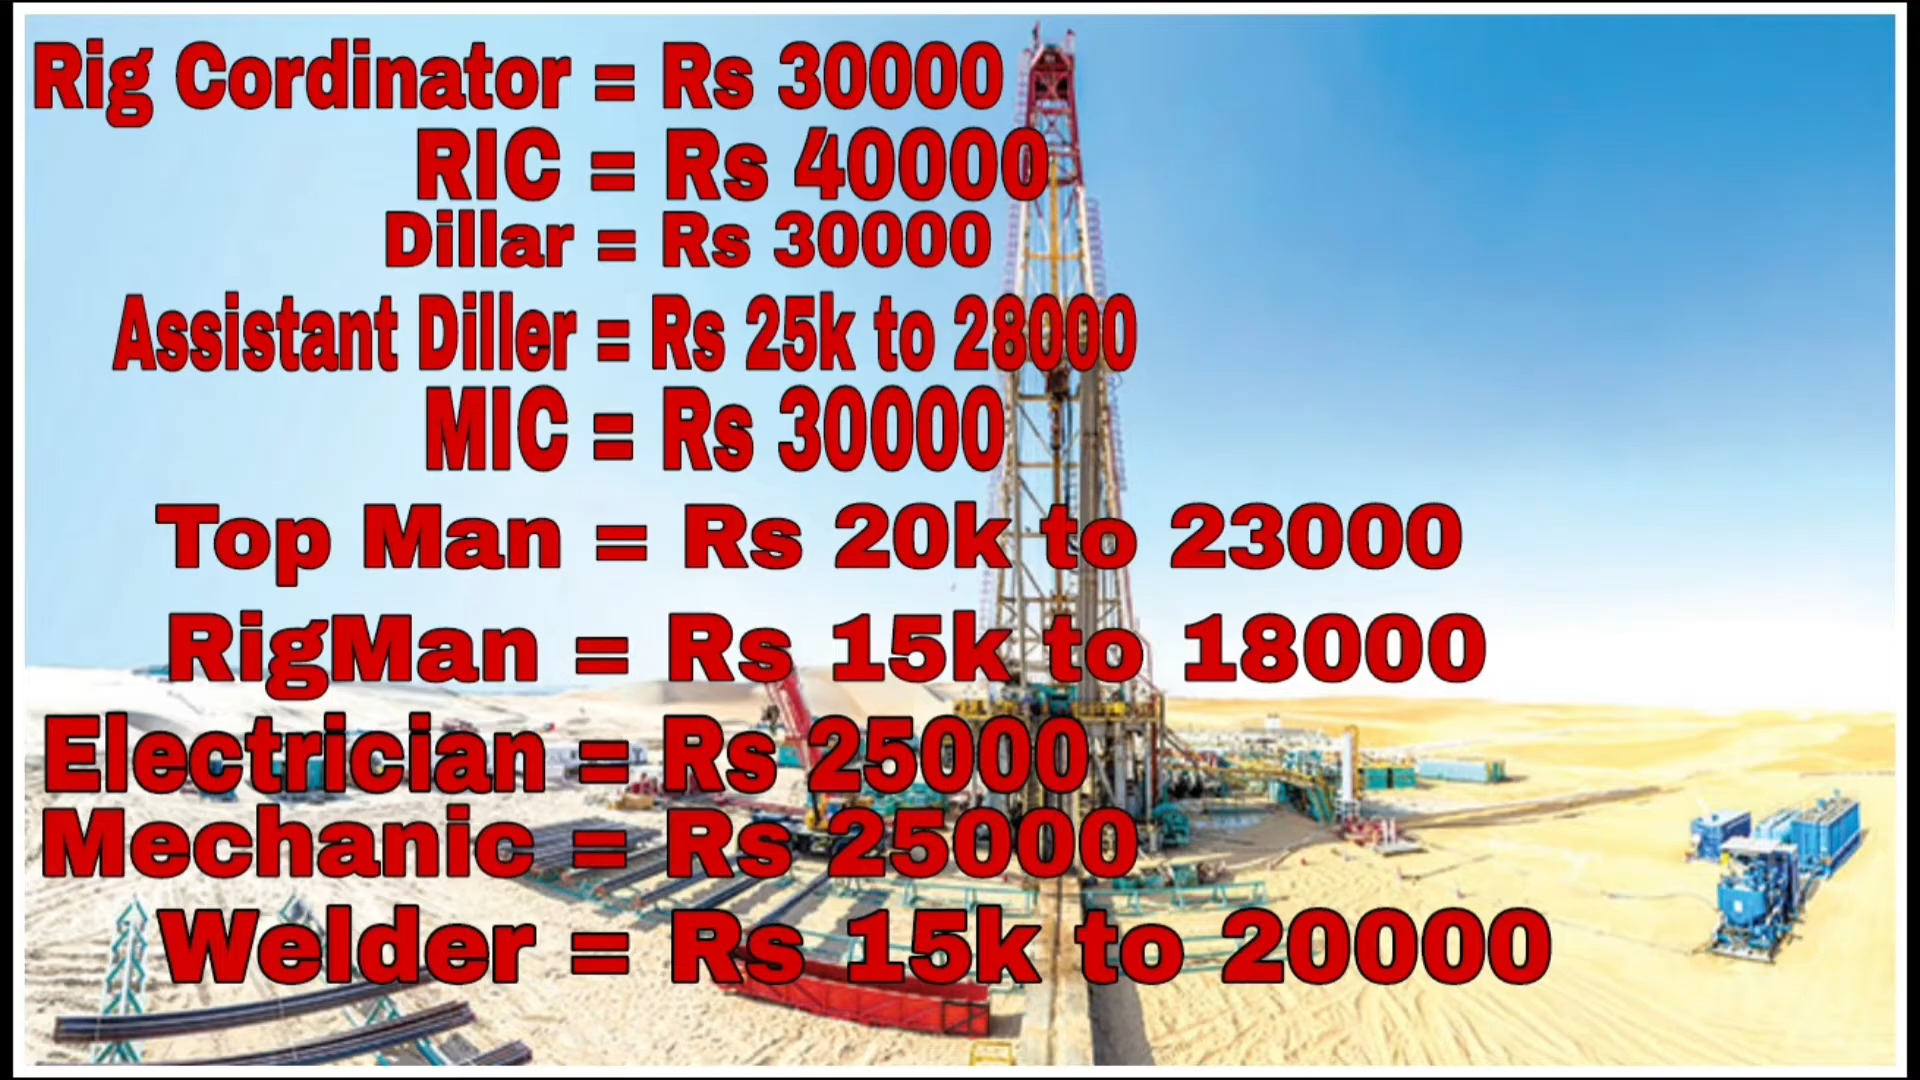 Rig Cordinator = Rs 30000
RIC = Rs 40000
Dillar = Rs 30000
Assistant Diller = Rs 25k to 28000
MIC = Rs 30000
Top Man = Rs 20k to 23000
RigMan = Rs 15k to 18000
Electrician = Rs 25000
Mechanic = Rs 25000
Welder = Rs 15k to 20000